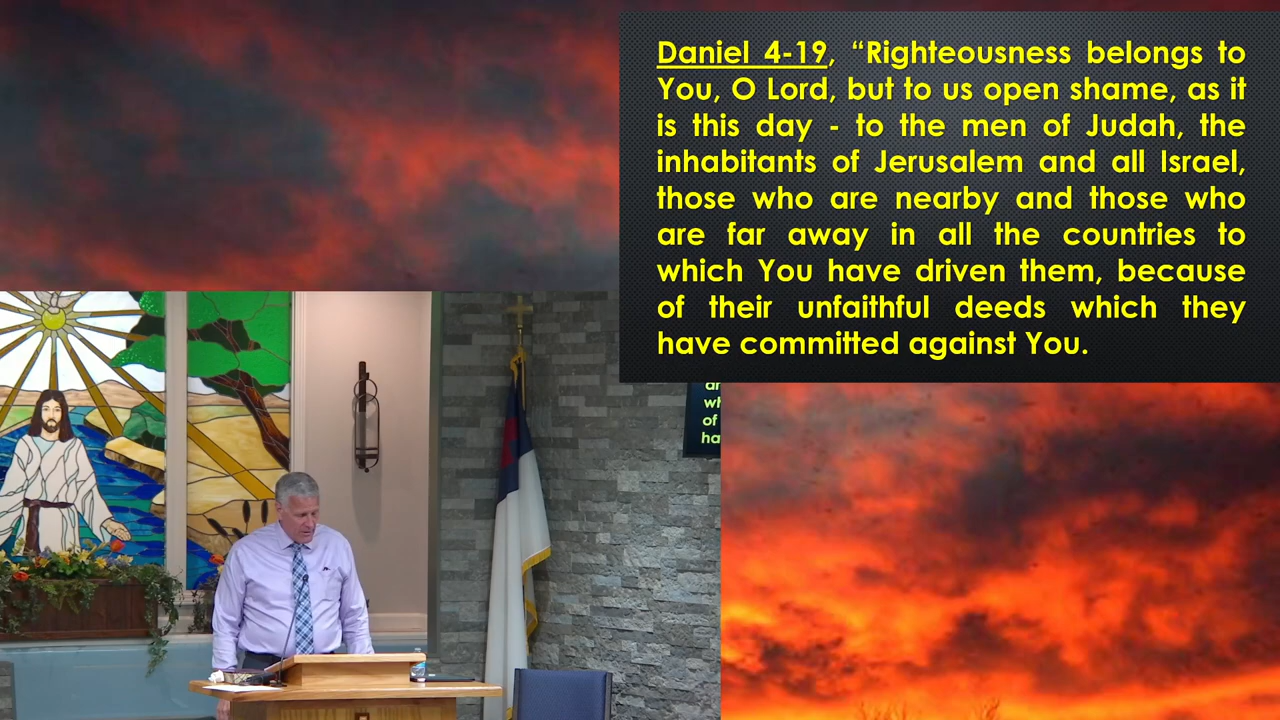 Daniel 4-19, “Righteousness belongs to
You, O Lord, but to us open shame, as it
is this day - to the men of Judah, the
inhabitants of Jerusalem and all Israel,
those who are nearby and those who
are far away in all the countries to
which You have driven them, because
of their unfaithful deeds which they
have committed against You.
of